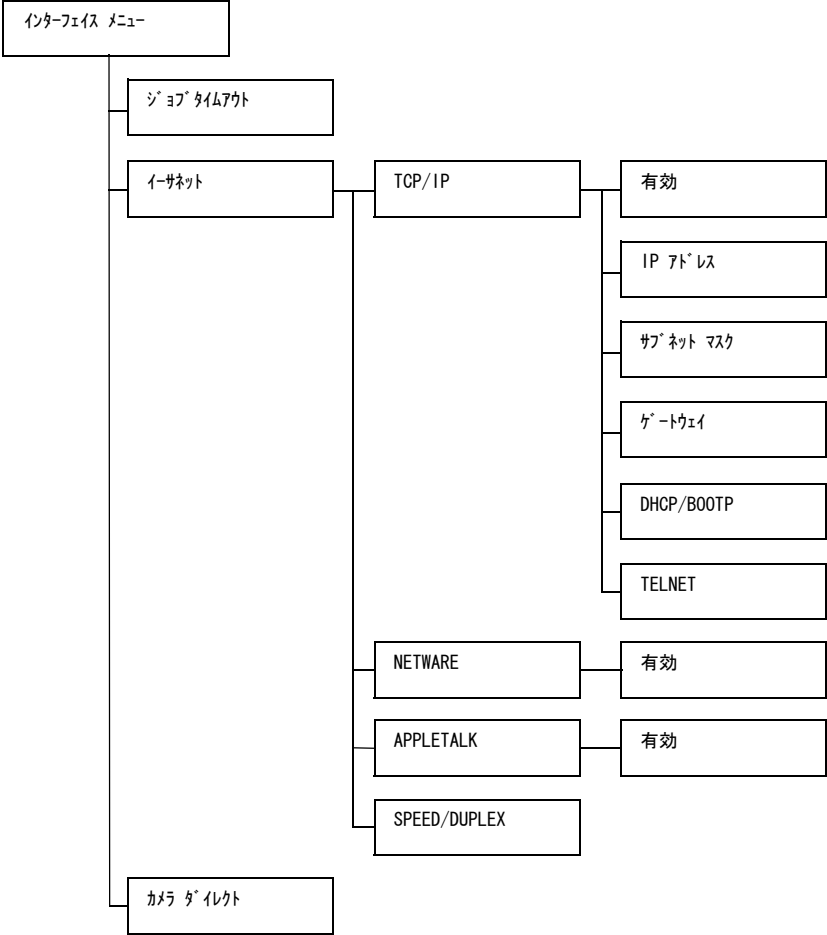 ｲﾝﾀｰﾌｪｲｽ ﾒﾆｭｰ
ｼﾞｮﾌﾞﾀｲﾑｱｳﾄ
ｲｰｻﾈｯﾄ
TCP/IP
有効
IP ｱﾄﾞﾚｽ
ｻﾌﾞﾈｯﾄ ﾏｽｸ
ｹﾞｰﾄｳｪｲ
DHCP/BOOTP
TELNET
NETWARE
有効
APPLETALK
有効
SPEED/DUPLEX
ｶﾒﾗ ﾀﾞｲﾚｸﾄ